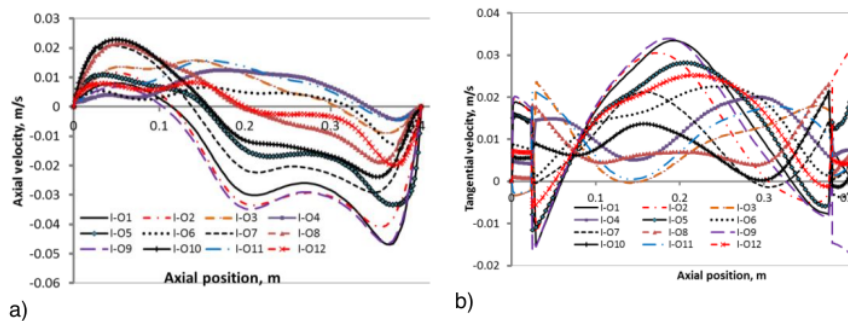 0.03
0.02
0.01
0
-0.01
-0.02
-0.03
-0.04
-0.05
-0.06
Axial velocity, m/s
0 0.1 0.2 0.3 0.4
I-O1 I-O2 I-O3 I-O4
I-O5 I-O6 I-O7 I-O8
I-O9 I-O10 I-O11 I-O12
Axial position, m
a)
0.04
0.03
0.02
0.01
0
-0.01
-0.02
Tangential velocity, m/s
0 0.1 0.2 0.3
I-O1 I-O2 I-O3
I-O4 I-O5 I-O6
I-O7 I-O8 I-O9
I-O10 I-O11 I-O12
Axial position, m
b)